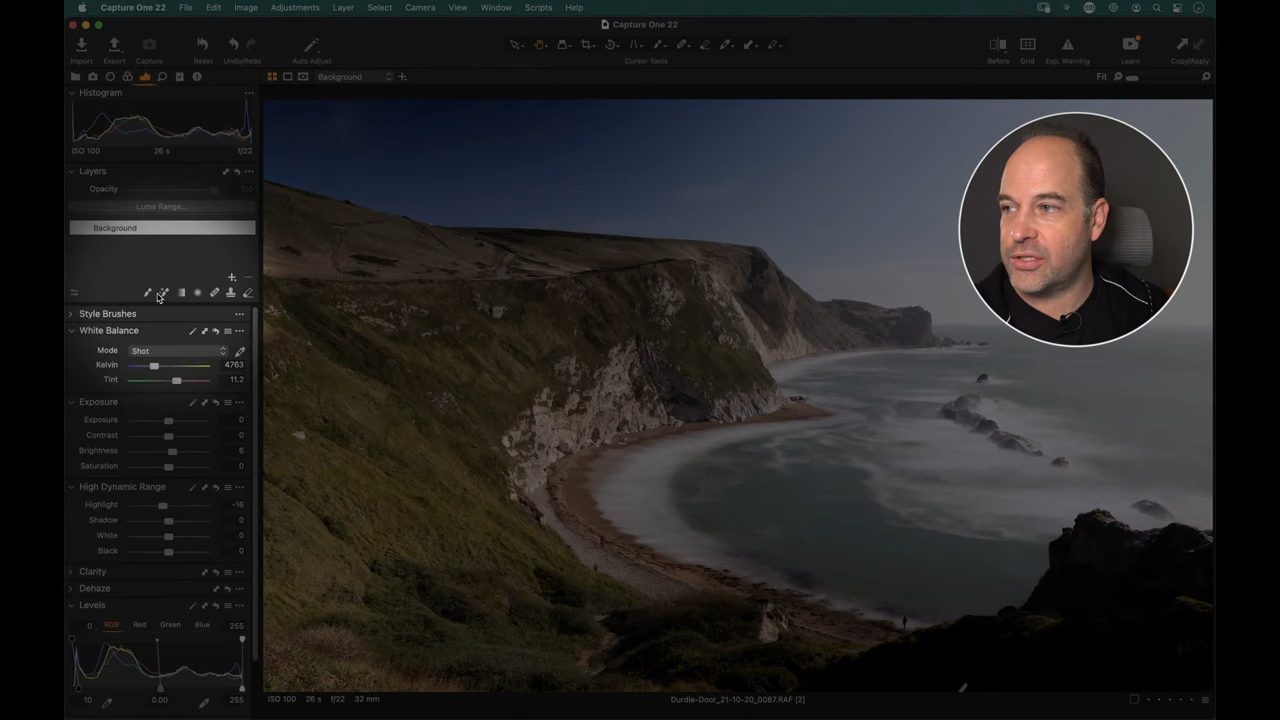 Capture One 22 File Edit Image Adjustments Layer Select Camera View Window Scripts Help
Capture One 22
Import Export Capture Reset Undo/Redo Auto Adjust Cursor Tools Before Grid Exp. Warning Learn Copy/Apply
Background Fit
Histogram
ISO 100 26 s f/22
Layers
Opacity 100
Luma Range...
Background
Style Brushes
White Balance
Mode Shot
Kelvin 4763
Tint 11.2
Exposure
Exposure 0
Contrast 0
Brightness 6
Saturation 0
High Dynamic Range
Highlight -16
Shadow 0
White 0
Black 0
Clarity
Dehaze
Levels
0 RGB Red Green Blue 255
10 0.00 255
ISO 100 26 s f/22 32 mm Durdle-Door_21-10-20_0087.RAF [2]